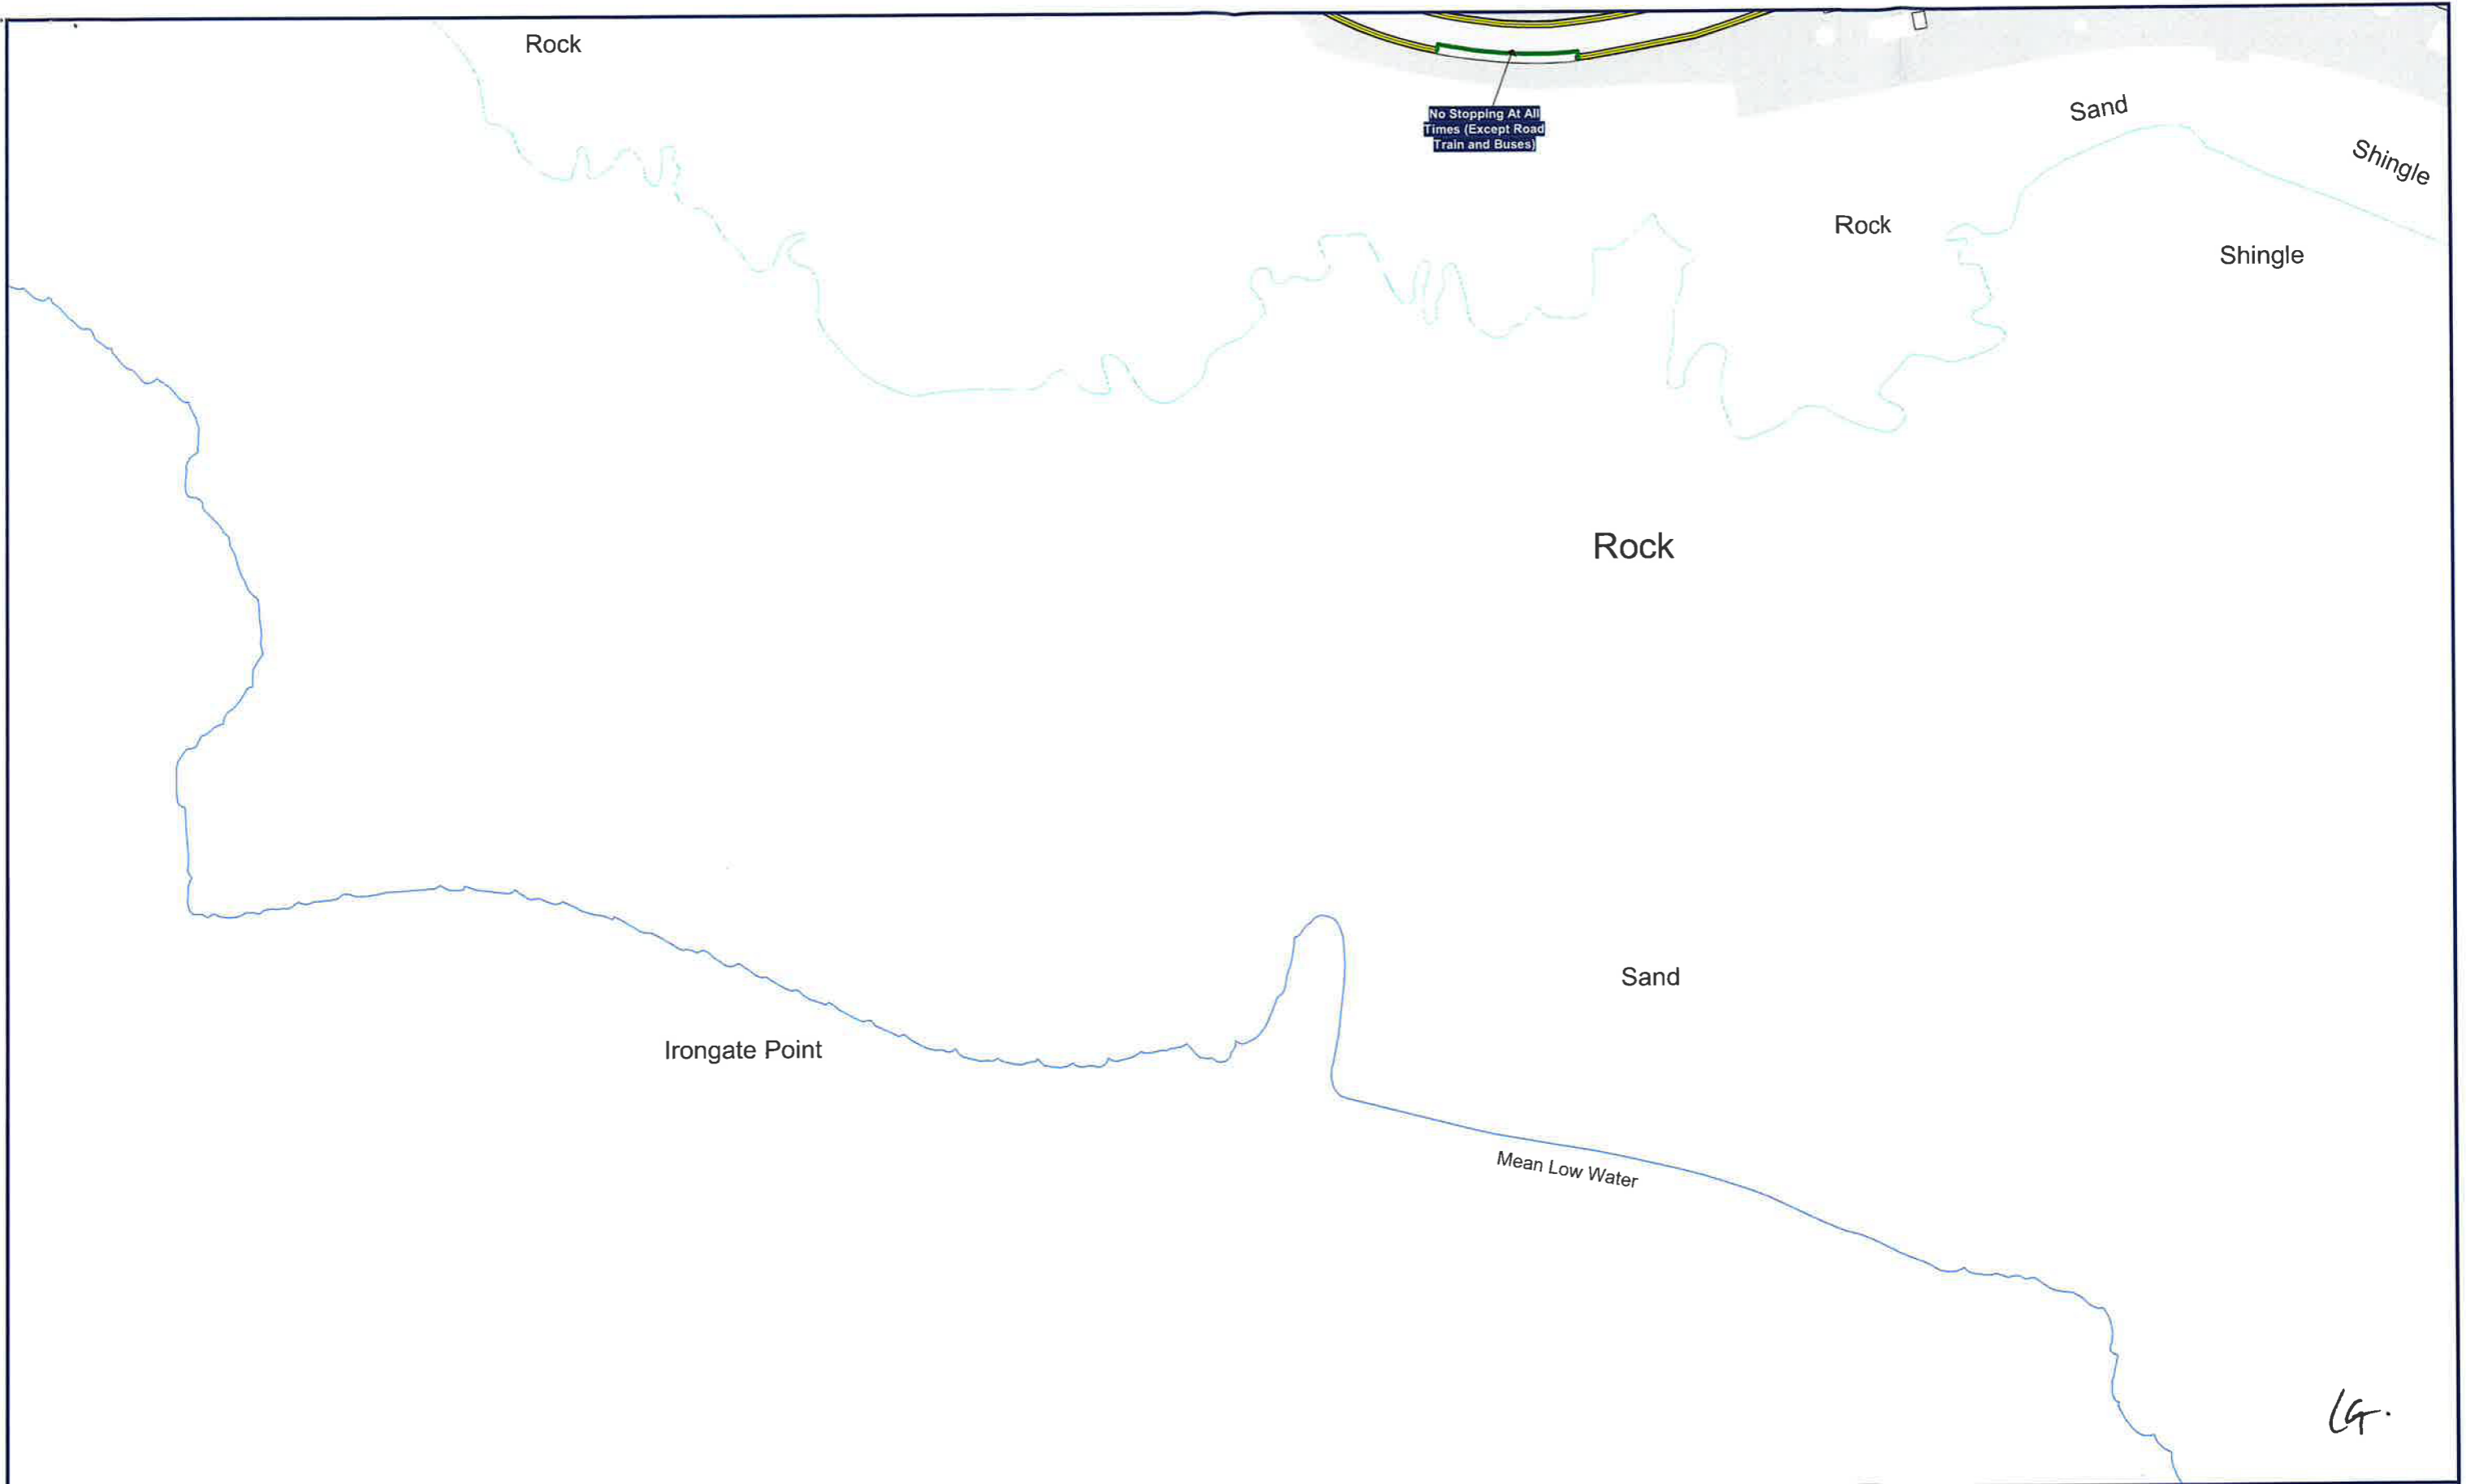 Rock
No Stopping At All
Times (Except Road
Train and Buses)
Sand
Shingle
Rock
Shingle
Rock
Sand
Irongate Point
Mean Low Water
LG.